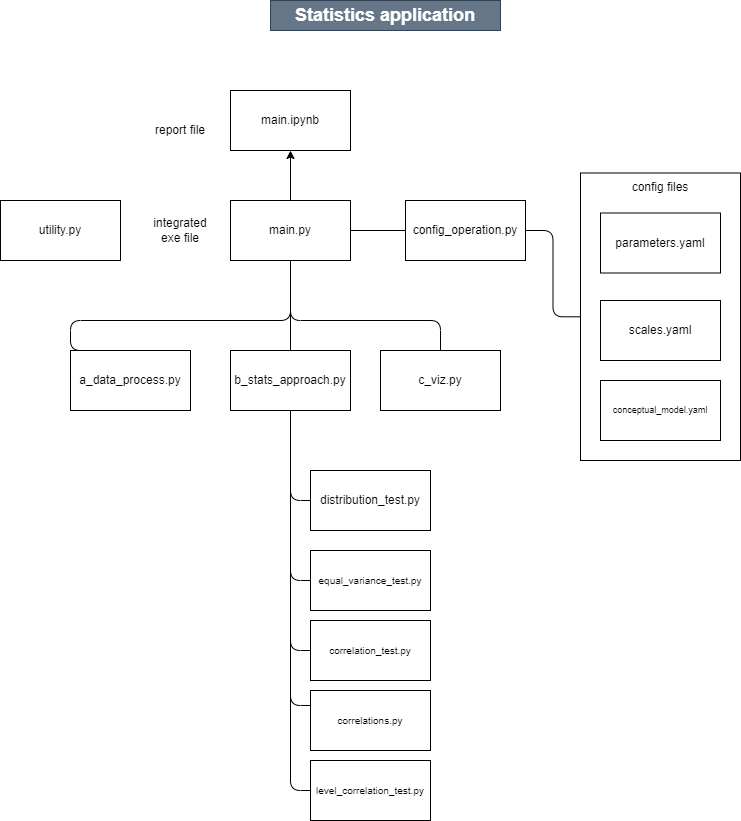 Statistics application
main.ipynb
report file
utility.py
integrated
exe file
main.py
config_operation.py
config files
parameters.yaml
scales.yaml
conceptual_model.yaml
a_data_process.py
b_stats_approach.py
c_viz.py
distribution_test.py
equal_variance_test.py
correlation_test.py
correlations.py
level_correlation_test.py